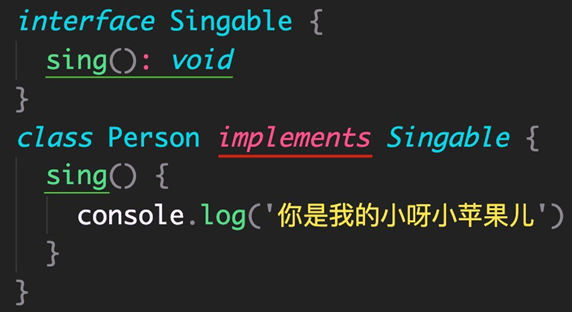 interface Singable {
sing(): void
}
class Person implements Singable {
sing() {
console.log('你是我的小呀小苹果儿')
}
}